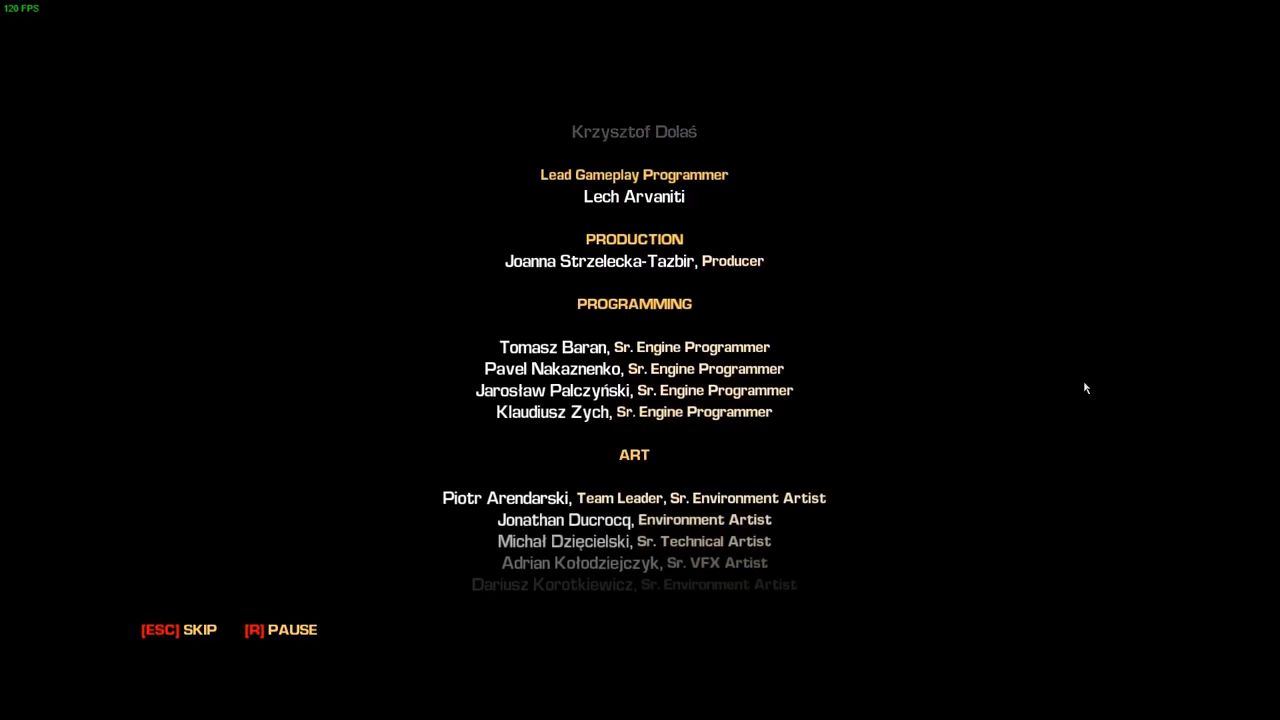 120 FPS
Krzysztof Dolaś
Lead Gameplay Programmer
Lech Arvaniti
PRODUCTION
Joanna Strzelecka-Tazbir, Producer
PROGRAMMING
Tomasz Baran, Sr. Engine Programmer
Pavel Nakaznenko, Sr. Engine Programmer
Jarosław Palczyński, Sr. Engine Programmer
Klaudiusz Zych, Sr. Engine Programmer
ART
Piotr Arendarski, Team Leader, Sr. Environment Artist
Jonathan Ducrocq, Environment Artist
Michał Dzięcielski, Sr. Technical Artist
Adrian Kołodziejczyk, Sr. VFX Artist
Dariusz Korotkiewicz, Sr. Environment Artist
[ESC] SKIP [R] PAUSE